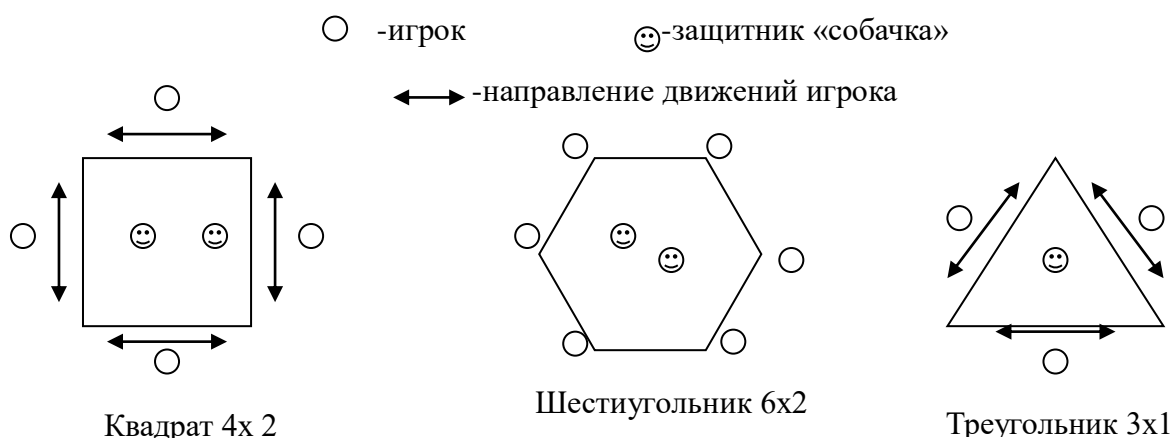 -игрок
-защитник «собачка»
-направление движений игрока
Квадрат 4х 2
Шестиугольник 6х2
Треугольник 3х1